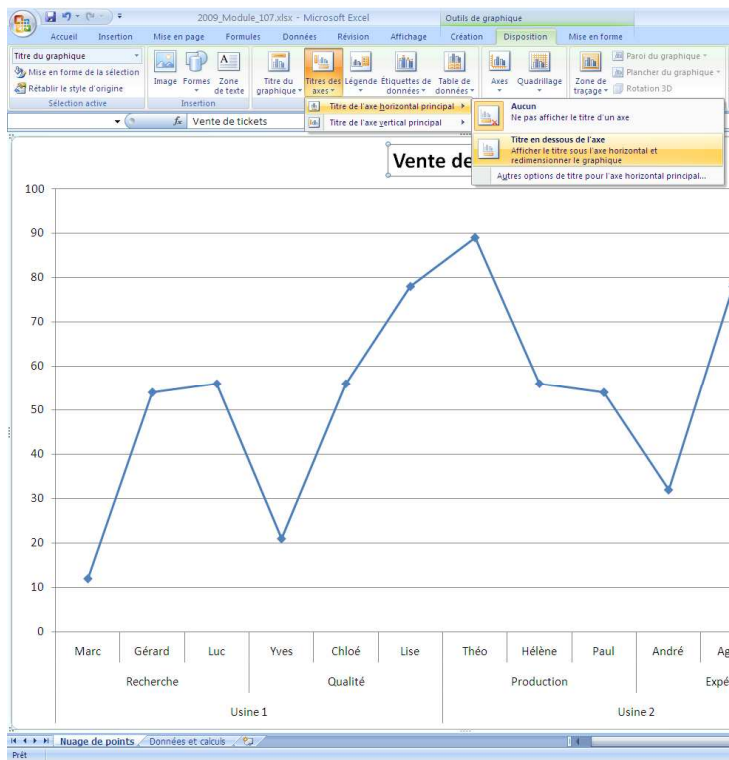 2009_Module_107.xlsx - Microsoft Excel
Outils de graphique
Accueil Insertion Mise en page Formules Données Révision Affichage Création Disposition Mise en forme
Titre du graphique
Mise en forme de la sélection
Rétablir le style d'origine
Sélection active
Image Formes Zone de texte
Insertion
Titre du graphique Titres des axes Légende Étiquettes de données Table de données
Axes Quadrillage
Zone de traçage
Paroi du graphique
Plancher du graphique
Rotation 3D
Titre de l'axe horizontal principal
Titre de l'axe vertical principal
Aucun
Ne pas afficher le titre d'un axe
Titre en dessous de l'axe
Afficher le titre sous l'axe horizontal et
redimensionner le graphique
Autres options de titre pour l'axe horizontal principal...
fx Vente de tickets
Vente de
100
90
80
70
60
50
40
30
20
10
0
Marc Gérard Luc Yves Chloé Lise Théo Hélène Paul André Ag
Recherche Qualité Production Expé
Usine 1 Usine 2
Nuage de points Données et calculs
Prêt